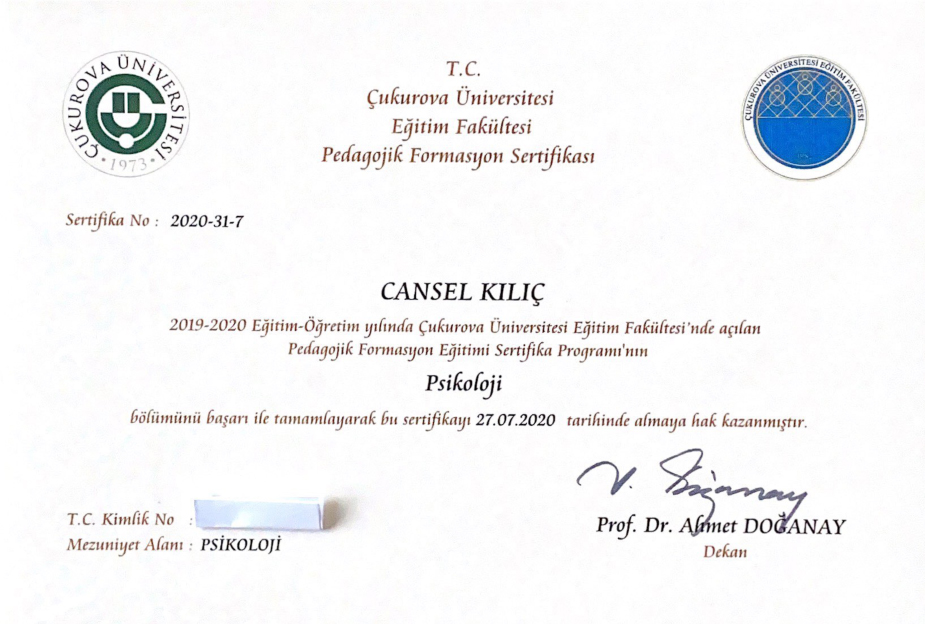 ÇUKUROVA ÜNİVERSİTESİ
1973
T.C.
Çukurova Üniversitesi
Eğitim Fakültesi
Pedagojik Formasyon Sertifikası
ÇUKUROVA ÜNİVERSİTESİ EĞİTİM FAKÜLTESİ
Sertifika No : 2020-31-7
CANSEL KILIÇ
2019-2020 Eğitim-Öğretim yılında Çukurova Üniversitesi Eğitim Fakültesi'nde açılan
Pedagojik Formasyon Eğitimi Sertifika Programı'nın
Psikoloji
bölümünü başarı ile tamamlayarak bu sertifikayı 27.07.2020 tarihinde almaya hak kazanmıştır.
T.C. Kimlik No :
Mezuniyet Alanı : PSİKOLOJİ
Prof. Dr. Ahmet DOĞANAY
Dekan